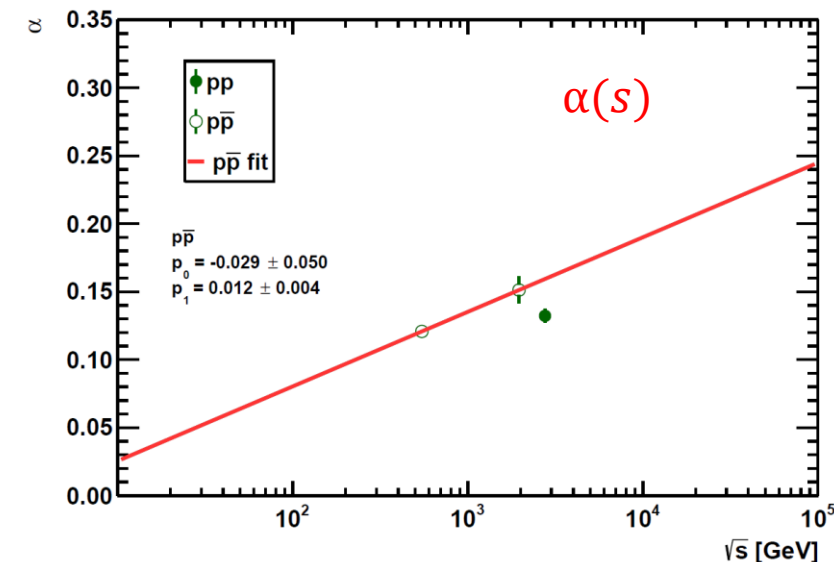 α
0.35
0.30
0.25
0.20
0.15
0.10
0.05
0.00
pp
pp̅
pp̅ fit
α(s)
pp̅
p₀ = -0.029 ± 0.050
p₁ = 0.012 ± 0.004
10² 10³ 10⁴ 10⁵
√s [GeV]